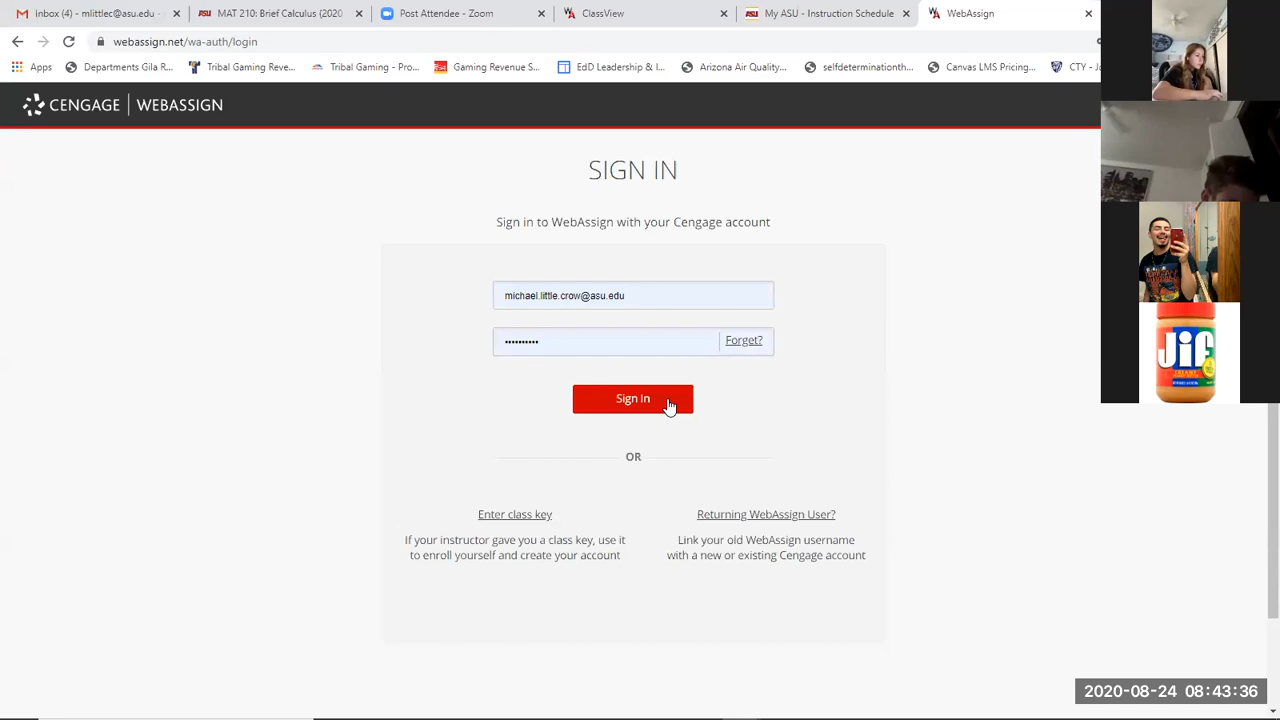 Inbox (4) - mlittlec@asu.edu -
MAT 210: Brief Calculus (2020
Post Attendee - Zoom
ClassView
My ASU - Instruction Schedule
WebAssign
webassign.net/wa-auth/login
Apps
Departments Gila R...
Tribal Gaming Reve...
Tribal Gaming - Pro...
Gaming Revenue S...
EdD Leadership & I...
Arizona Air Quality...
selfdeterminationth...
Canvas LMS Pricing...
CTY - Jo
CENGAGE | WEBASSIGN
SIGN IN
Sign in to WebAssign with your Cengage account
michael.little.crow@asu.edu
••••••••••
Forget?
Sign In
OR
Enter class key
If your instructor gave you a class key, use it
to enroll yourself and create your account
Returning WebAssign User?
Link your old WebAssign username
with a new or existing Cengage account
Jif
CREAMY
2020-08-24 08:43:36